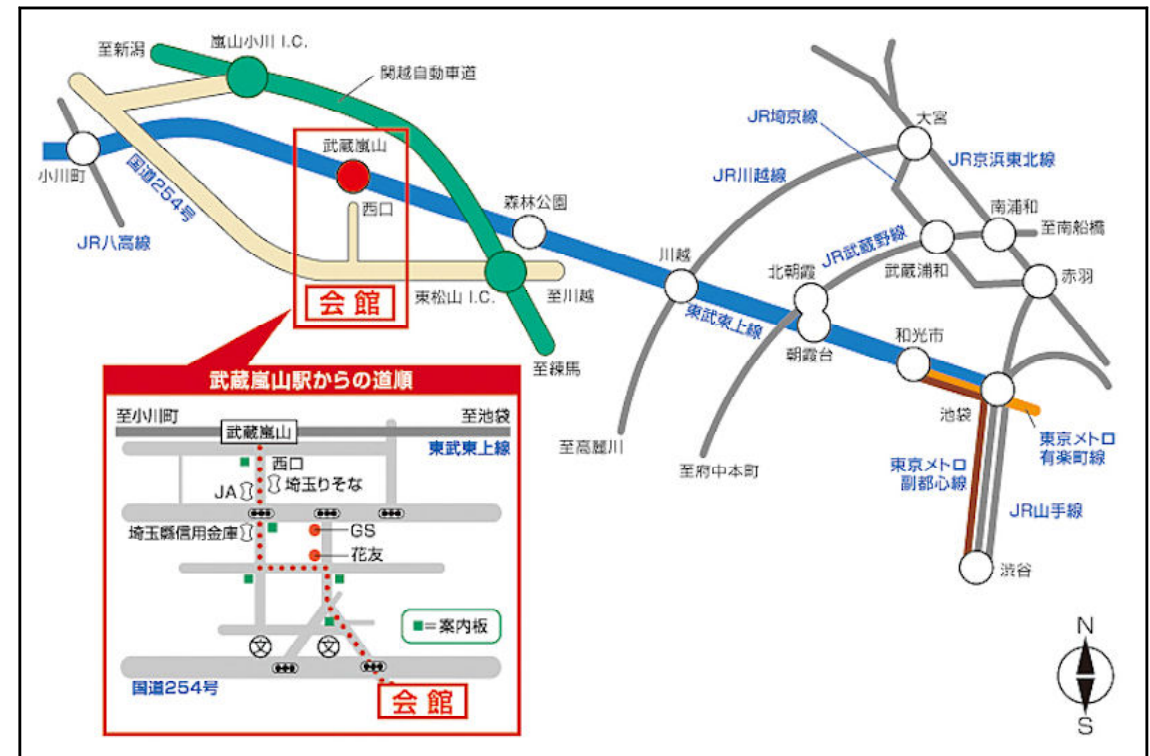 至新潟
嵐山小川 I.C.
関越自動車道
小川町
国道254号
JR八高線
武蔵嵐山
西口
会館
森林公園
東松山 I.C.
至川越
至練馬
川越
東武東上線
JR川越線
JR埼京線
大宮
JR京浜東北線
南浦和
至南船橋
JR武蔵野線
武蔵浦和
赤羽
北朝霞
朝霞台
和光市
池袋
至高麗川
至府中本町
東京メトロ
有楽町線
東京メトロ
副都心線
JR山手線
渋谷
N
S
武蔵嵐山駅からの道順
至小川町
至池袋
武蔵嵐山
東武東上線
西口
JA
埼玉りそな
埼玉縣信用金庫
GS
花友
■=案内板
文
文
国道254号
会館